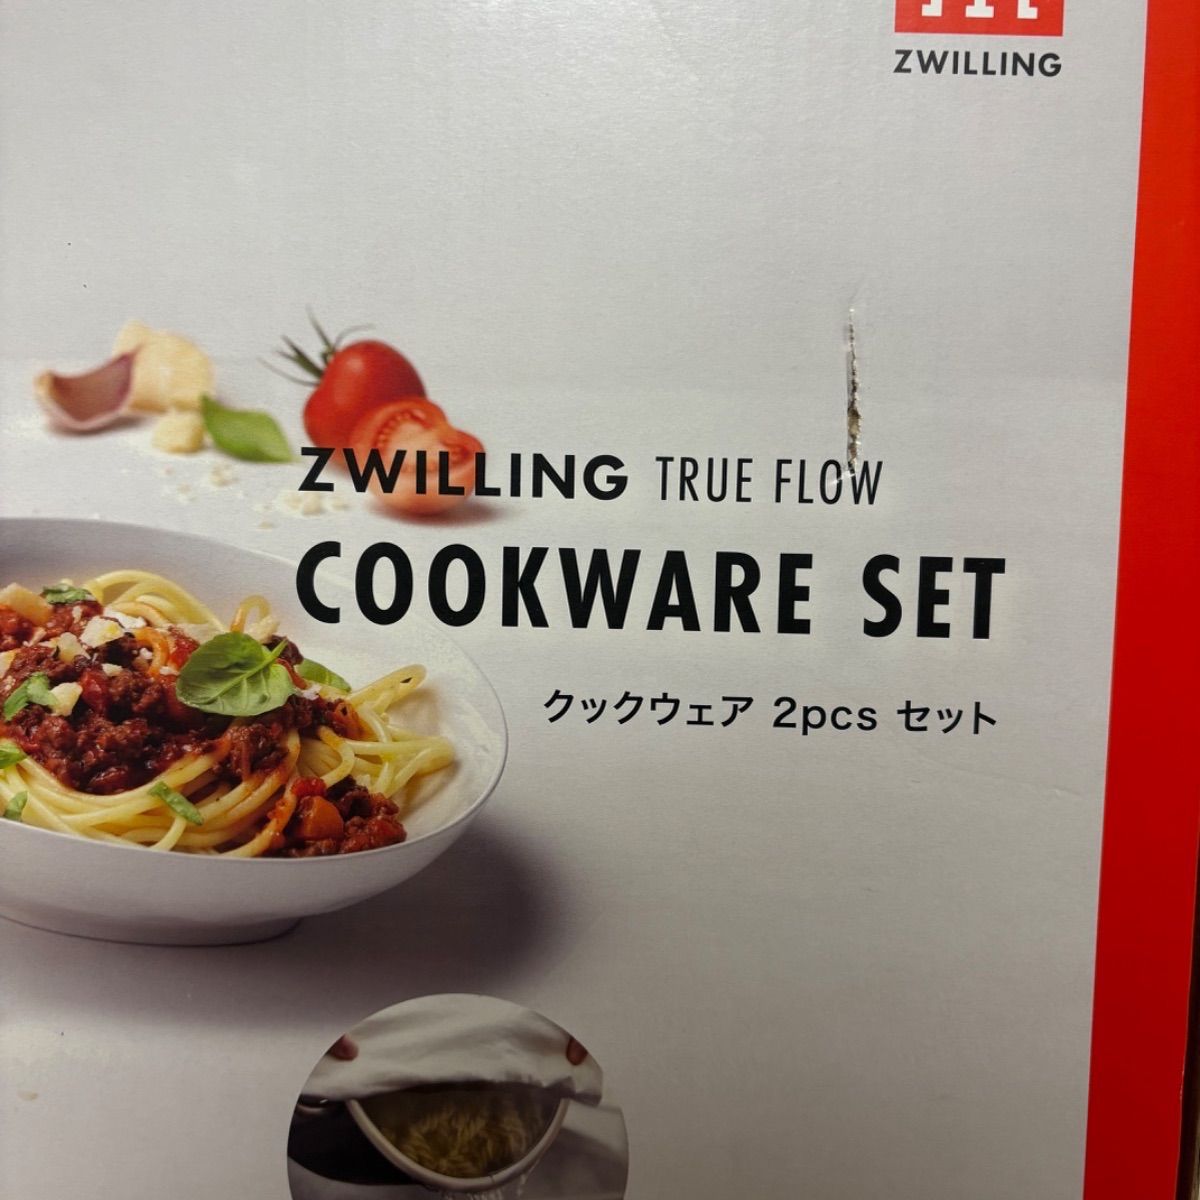 ZWILLING
ZWILLING TRUE FLOW
COOKWARE SET
クックウェア 2pcs セット